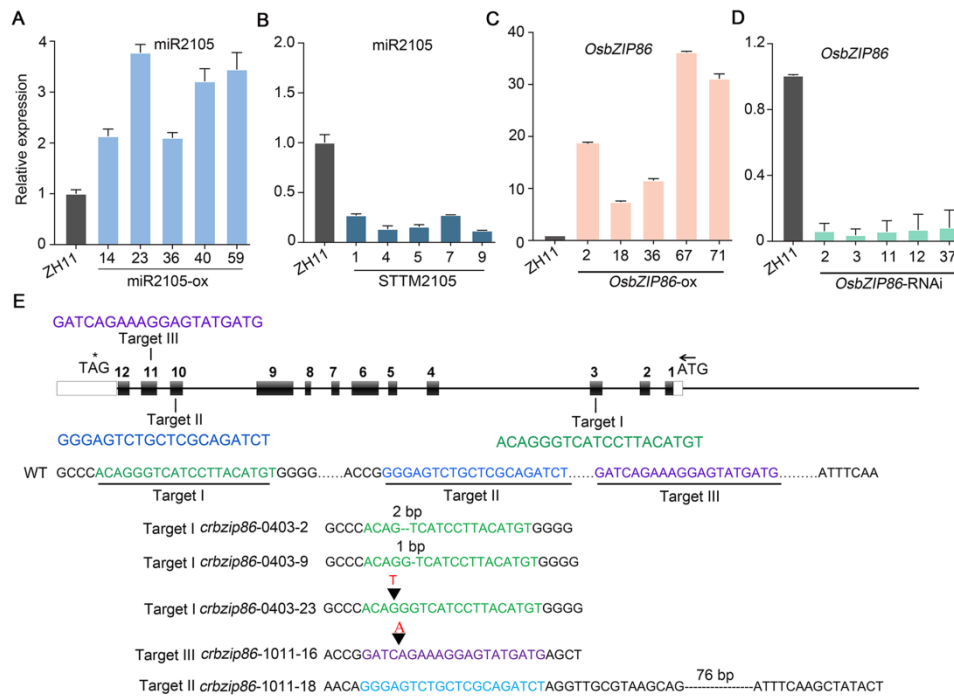 A
B
C
D
miR2105
miR2105
OsbZIP86
OsbZIP86
Relative expression
4
3
2
1
0
2.0
1.5
1.0
0.5
0.0
40
30
20
10
0
1.2
0.8
0.4
0
ZH11 14 23 36 40 59
miR2105-ox
ZH11 1 4 5 7 9
STTM2105
ZH11 2 18 36 67 71
OsbZIP86-ox
ZH11 2 3 11 12 37
OsbZIP86-RNAi
E
GATCAGAAAGGAGTATGATG
Target III
*
TAG 12 11 10 9 8 7 6 5 4 3 2 1 ATG
Target II
Target I
GGGAGTCTGCTCGCAGATCT
ACAGGGTCATCCTTACATGT
WT GCCCACAGGGTCATCCTTACATGTGGGG......ACCGGGGAGTCTGCTCGCAGATCT......GATCAGAAAGGAGTATGATG.........ATTTCAA
Target I Target II Target III
2 bp
Target I crbzip86-0403-2 GCCCACAG--TCATCCTTACATGTGGGG
1 bp
Target I crbzip86-0403-9 GCCCACAGG-TCATCCTTACATGTGGGG
T
Target I crbzip86-0403-23 GCCCACAGGGTCATCCTTACATGTGGGG
A
Target III crbzip86-1011-16 ACCGGATCAGAAAGGAGTATGATGAGCT
76 bp
Target II crbzip86-1011-18 AACAGGGAGTCTGCTCGCAGATCTAGGTTGCGTAAGCAG----------------ATTTCAAGCTATACT